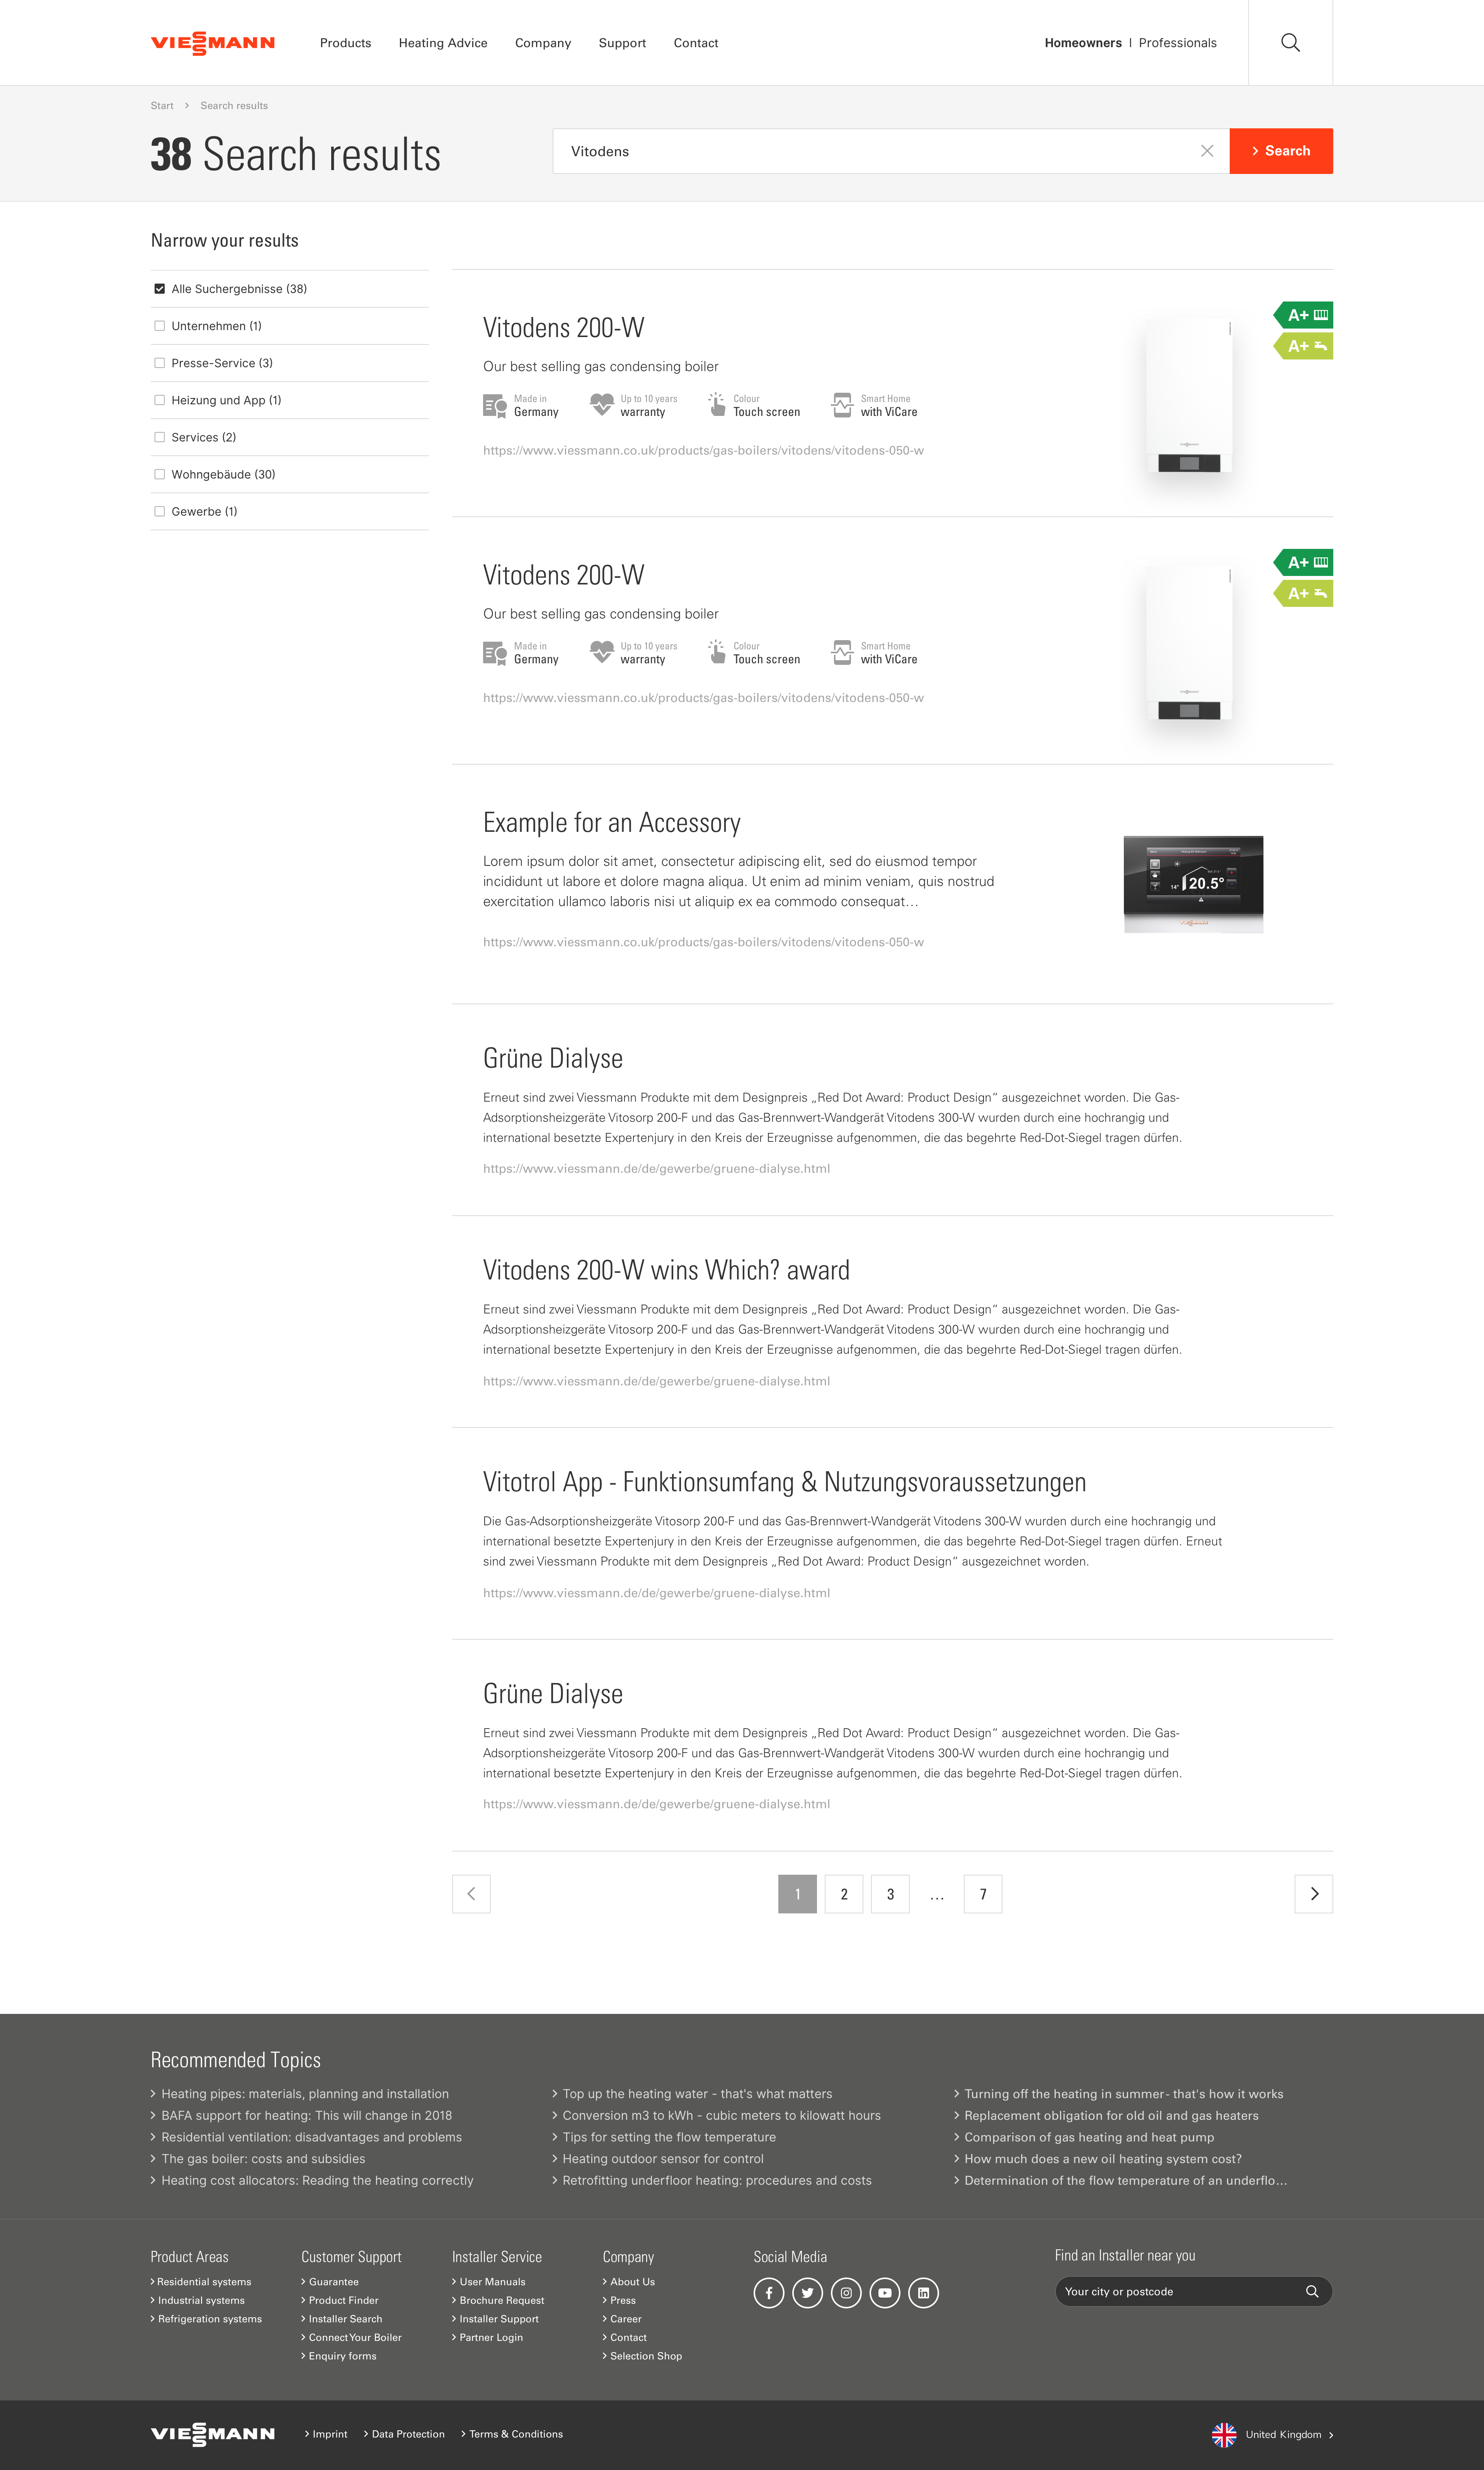 VIESSMANN
Products Heating Advice Company Support Contact
Homeowners | Professionals
Start Search results
38 Search results
Vitodens
Search
Narrow your results
Alle Suchergebnisse (38)
Unternehmen (1)
Presse-Service (3)
Heizung und App (1)
Services (2)
Wohngebäude (30)
Gewerbe (1)
Vitodens 200-W
Our best selling gas condensing boiler
Made in
Germany
Up to 10 years
warranty
Colour
Touch screen
Smart Home
with ViCare
https://www.viessmann.co.uk/products/gas-boilers/vitodens/vitodens-050-w
A+
A+
Vitodens 200-W
Our best selling gas condensing boiler
Made in
Germany
Up to 10 years
warranty
Colour
Touch screen
Smart Home
with ViCare
https://www.viessmann.co.uk/products/gas-boilers/vitodens/vitodens-050-w
A+
A+
Example for an Accessory
Lorem ipsum dolor sit amet, consectetur adipiscing elit, sed do eiusmod tempor
incididunt ut labore et dolore magna aliqua. Ut enim ad minim veniam, quis nostrud
exercitation ullamco laboris nisi ut aliquip ex ea commodo consequat…
https://www.viessmann.co.uk/products/gas-boilers/vitodens/vitodens-050-w
14° 20.5°
Grüne Dialyse
Erneut sind zwei Viessmann Produkte mit dem Designpreis „Red Dot Award: Product Design“ ausgezeichnet worden. Die Gas-
Adsorptionsheizgeräte Vitosorp 200-F und das Gas-Brennwert-Wandgerät Vitodens 300-W wurden durch eine hochrangig und
international besetzte Expertenjury in den Kreis der Erzeugnisse aufgenommen, die das begehrte Red-Dot-Siegel tragen dürfen.
https://www.viessmann.de/de/gewerbe/gruene-dialyse.html
Vitodens 200-W wins Which? award
Erneut sind zwei Viessmann Produkte mit dem Designpreis „Red Dot Award: Product Design“ ausgezeichnet worden. Die Gas-
Adsorptionsheizgeräte Vitosorp 200-F und das Gas-Brennwert-Wandgerät Vitodens 300-W wurden durch eine hochrangig und
international besetzte Expertenjury in den Kreis der Erzeugnisse aufgenommen, die das begehrte Red-Dot-Siegel tragen dürfen.
https://www.viessmann.de/de/gewerbe/gruene-dialyse.html
Vitotrol App - Funktionsumfang & Nutzungsvoraussetzungen
Die Gas-Adsorptionsheizgeräte Vitosorp 200-F und das Gas-Brennwert-Wandgerät Vitodens 300-W wurden durch eine hochrangig und
international besetzte Expertenjury in den Kreis der Erzeugnisse aufgenommen, die das begehrte Red-Dot-Siegel tragen dürfen. Erneut
sind zwei Viessmann Produkte mit dem Designpreis „Red Dot Award: Product Design“ ausgezeichnet worden.
https://www.viessmann.de/de/gewerbe/gruene-dialyse.html
Grüne Dialyse
Erneut sind zwei Viessmann Produkte mit dem Designpreis „Red Dot Award: Product Design“ ausgezeichnet worden. Die Gas-
Adsorptionsheizgeräte Vitosorp 200-F und das Gas-Brennwert-Wandgerät Vitodens 300-W wurden durch eine hochrangig und
international besetzte Expertenjury in den Kreis der Erzeugnisse aufgenommen, die das begehrte Red-Dot-Siegel tragen dürfen.
https://www.viessmann.de/de/gewerbe/gruene-dialyse.html
1 2 3 … 7
Recommended Topics
Heating pipes: materials, planning and installation
BAFA support for heating: This will change in 2018
Residential ventilation: disadvantages and problems
The gas boiler: costs and subsidies
Heating cost allocators: Reading the heating correctly
Top up the heating water - that's what matters
Conversion m3 to kWh - cubic meters to kilowatt hours
Tips for setting the flow temperature
Heating outdoor sensor for control
Retrofitting underfloor heating: procedures and costs
Turning off the heating in summer - that's how it works
Replacement obligation for old oil and gas heaters
Comparison of gas heating and heat pump
How much does a new oil heating system cost?
Determination of the flow temperature of an underflo…
Product Areas
Residential systems
Industrial systems
Refrigeration systems
Customer Support
Guarantee
Product Finder
Installer Search
Connect Your Boiler
Enquiry forms
Installer Service
User Manuals
Brochure Request
Installer Support
Partner Login
Company
About Us
Press
Career
Contact
Selection Shop
Social Media
Find an Installer near you
Your city or postcode
VIESSMANN
Imprint Data Protection Terms & Conditions
United Kingdom